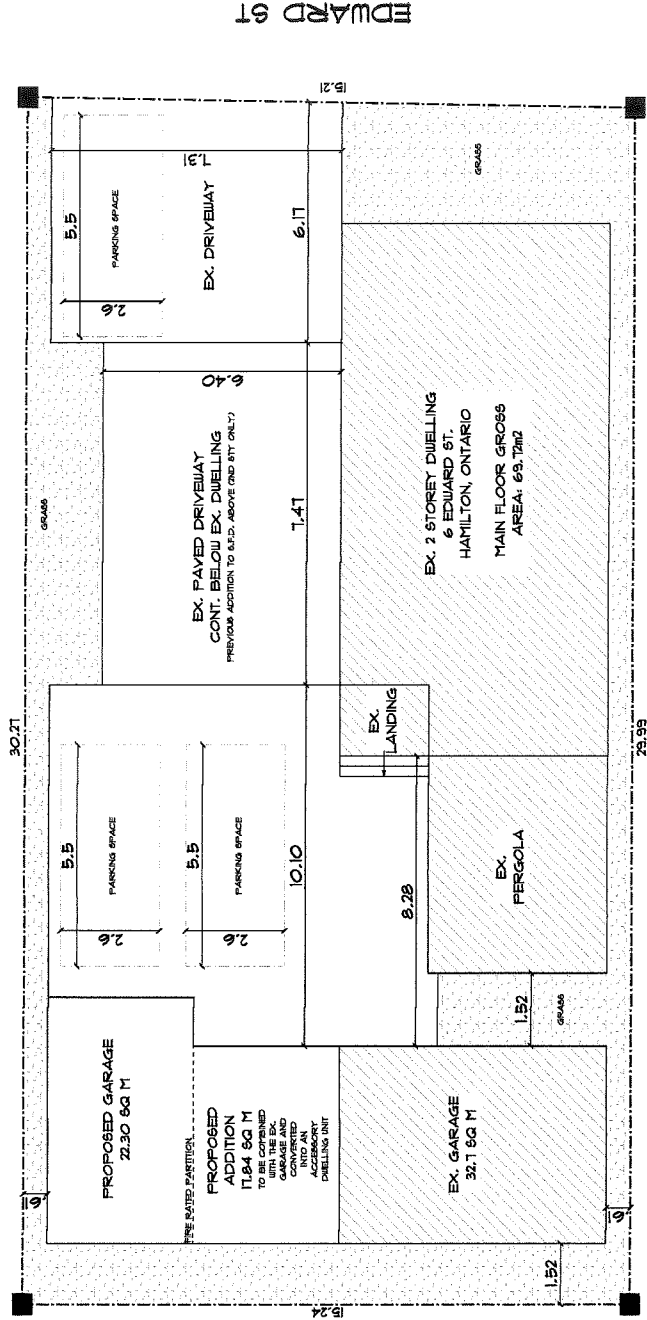 EDWARD ST
15.21
5.5
PARKING SPACE
2.6
7.31
EX. DRIVEWAY
6.17
GRASS
GRASS
6.40
EX. PAVED DRIVEWAY
CONT. BELOW EX. DWELLING
PREVIOUS ADDITION TO S.F.D. ABOVE GND STY ONLY)
7.47
EX. 2 STOREY DWELLING
6 EDWARD ST.
HAMILTON, ONTARIO
MAIN FLOOR GROSS
AREA: 69.72m2
30.27
29.99
EX.
LANDING
5.5
PARKING SPACE
2.6
5.5
PARKING SPACE
2.6
10.10
8.28
EX.
PERGOLA
1.52
GRASS
PROPOSED GARAGE
22.30 SQ M
FIRE RATED PARTITION
PROPOSED
ADDITION
17.84 SQ M
TO BE COMBINED
WITH THE EX.
GARAGE AND
CONVERTED
INTO AN
ACCESSORY
DWELLING UNIT
EX. GARAGE
32.7 SQ M
.61
.61
1.52
15.24